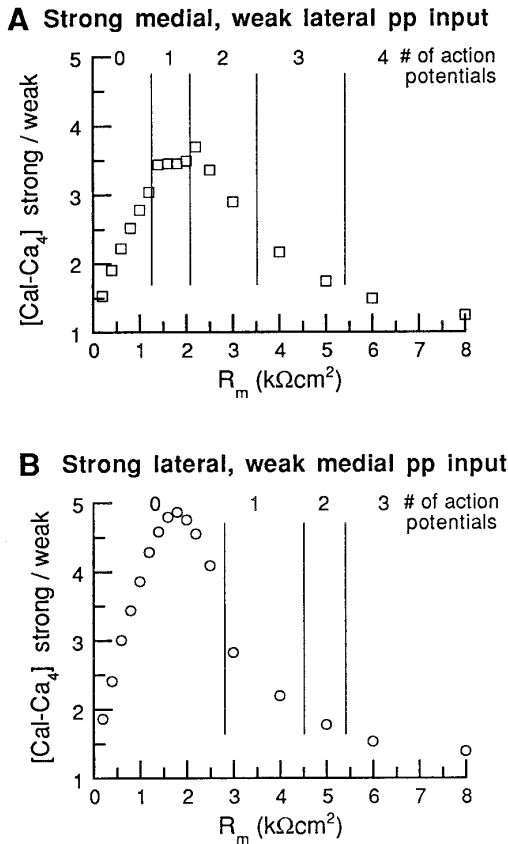 A Strong medial, weak lateral pp input
0 1 2 3 4 # of action
potentials
[Cal-Ca4] strong / weak
5
4
3
2
1
0 1 2 3 4 5 6 7 8
Rm (kΩcm²)
B Strong lateral, weak medial pp input
0 1 2 3 # of action
potentials
[Cal-Ca4] strong / weak
5
4
3
2
1
0 1 2 3 4 5 6 7 8
Rm (kΩcm²)